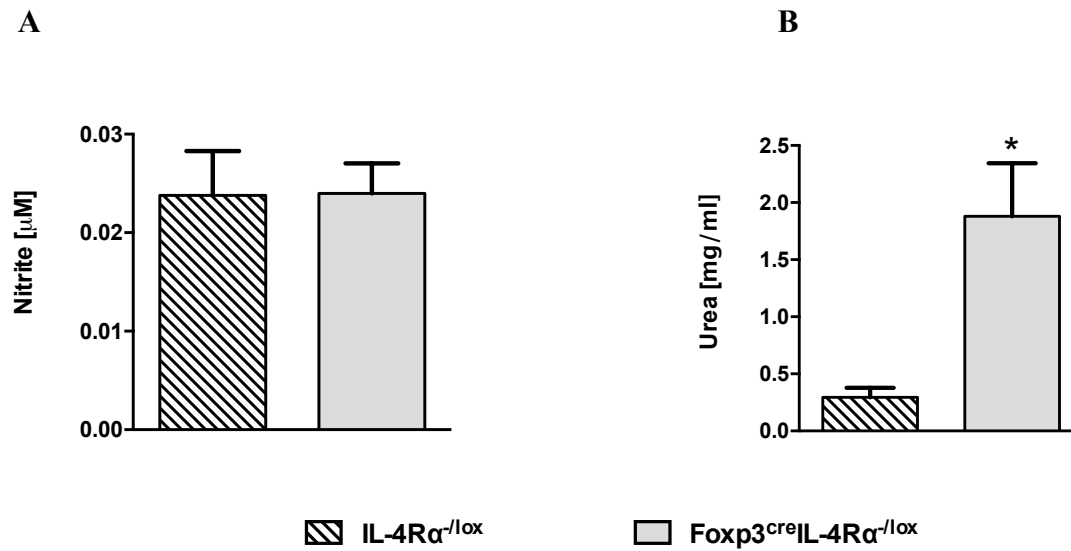 A
B
Nitrite [μM]
0.03
0.02
0.01
0.00
Urea [mg/ml]
2.5
2.0
1.5
1.0
0.5
0.0
*
IL-4Rα-/lox
Foxp3creIL-4Rα-/lox